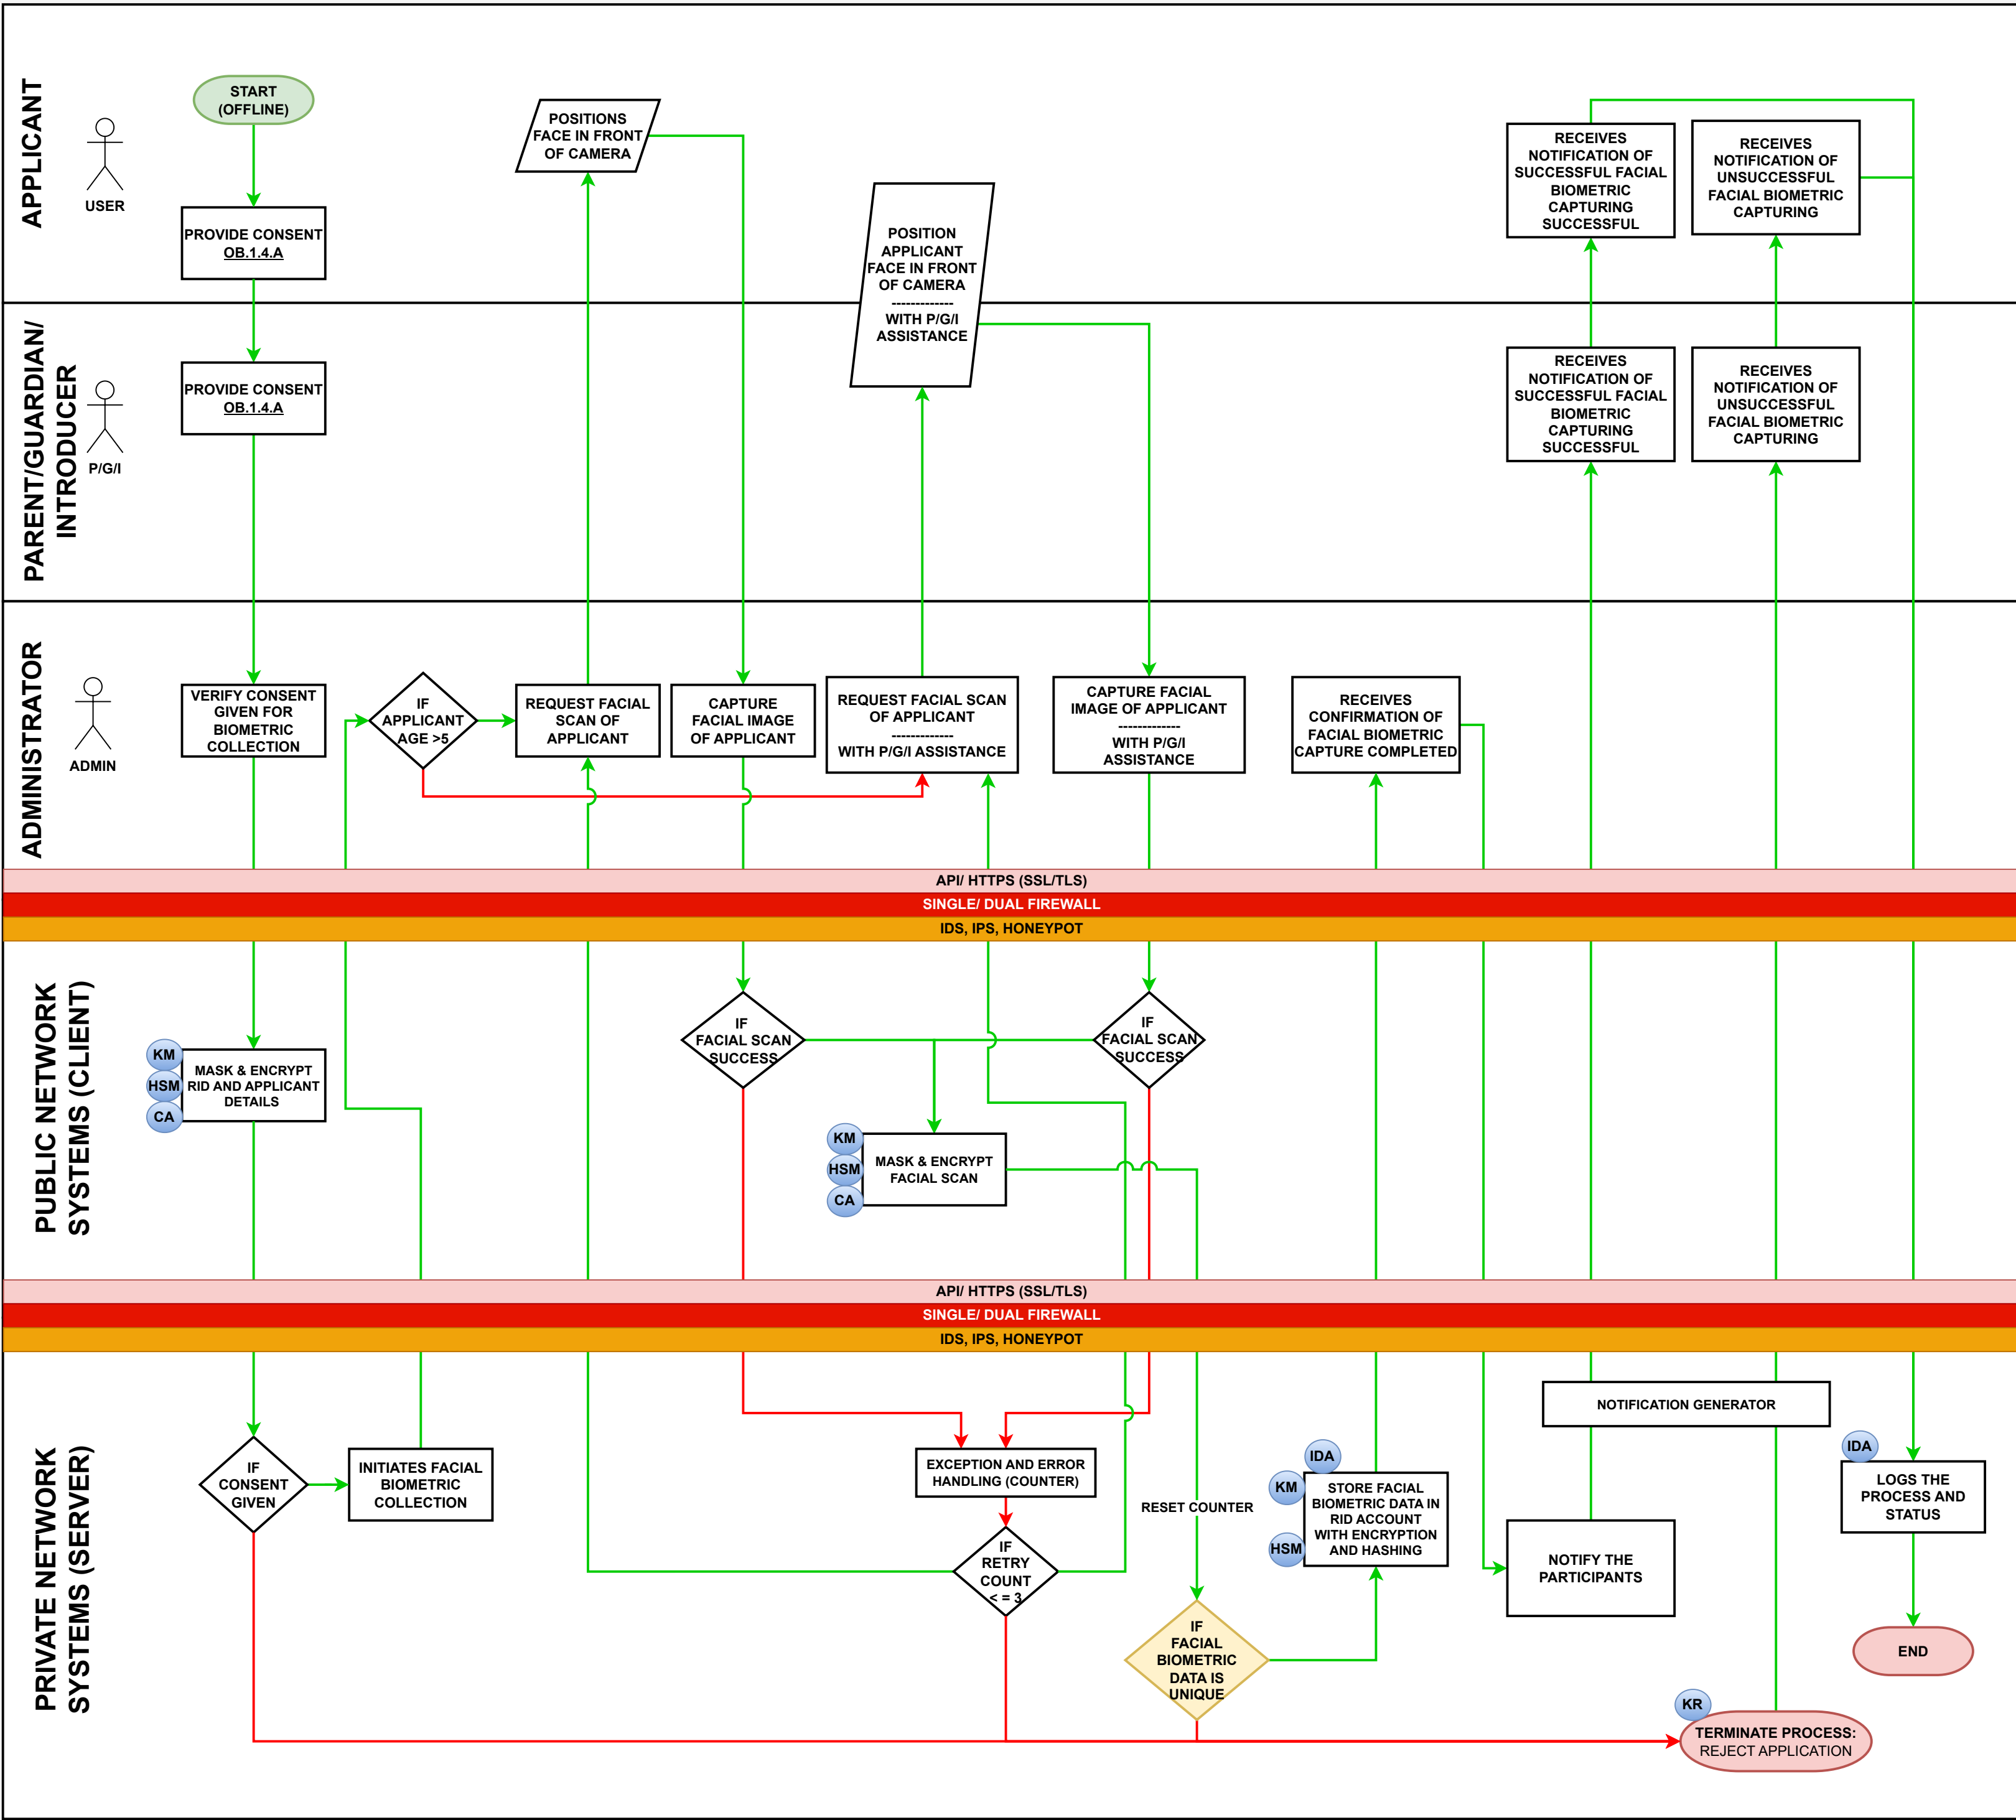 APPLICANT
USER
START
(OFFLINE)
PROVIDE CONSENT
OB.1.4.A
POSITIONS
FACE IN FRONT
OF CAMERA
POSITION
APPLICANT
FACE IN FRONT
OF CAMERA
-------------
WITH P/G/I
ASSISTANCE
RECEIVES
NOTIFICATION OF
SUCCESSFUL FACIAL
BIOMETRIC
CAPTURING
SUCCESSFUL
RECEIVES
NOTIFICATION OF
UNSUCCESSFUL
FACIAL BIOMETRIC
CAPTURING
PARENT/GUARDIAN/
INTRODUCER
P/G/I
PROVIDE CONSENT
OB.1.4.A
RECEIVES
NOTIFICATION OF
SUCCESSFUL FACIAL
BIOMETRIC
CAPTURING
SUCCESSFUL
RECEIVES
NOTIFICATION OF
UNSUCCESSFUL
FACIAL BIOMETRIC
CAPTURING
ADMINISTRATOR
ADMIN
VERIFY CONSENT
GIVEN FOR
BIOMETRIC
COLLECTION
IF
APPLICANT
AGE >5
REQUEST FACIAL
SCAN OF
APPLICANT
CAPTURE
FACIAL IMAGE
OF APPLICANT
REQUEST FACIAL SCAN
OF APPLICANT
-------------
WITH P/G/I ASSISTANCE
CAPTURE FACIAL
IMAGE OF APPLICANT
-------------
WITH P/G/I
ASSISTANCE
RECEIVES
CONFIRMATION OF
FACIAL BIOMETRIC
CAPTURE COMPLETED
API/ HTTPS (SSL/TLS)
SINGLE/ DUAL FIREWALL
IDS, IPS, HONEYPOT
PUBLIC NETWORK
SYSTEMS (CLIENT)
KM
HSM
CA
MASK & ENCRYPT
RID AND APPLICANT
DETAILS
IF
FACIAL SCAN
SUCCESS
IF
FACIAL SCAN
SUCCESS
KM
HSM
CA
MASK & ENCRYPT
FACIAL SCAN
API/ HTTPS (SSL/TLS)
SINGLE/ DUAL FIREWALL
IDS, IPS, HONEYPOT
PRIVATE NETWORK
SYSTEMS (SERVER)
IF
CONSENT
GIVEN
INITIATES FACIAL
BIOMETRIC
COLLECTION
EXCEPTION AND ERROR
HANDLING (COUNTER)
IF
RETRY
COUNT
< = 3
RESET COUNTER
IF
FACIAL
BIOMETRIC
DATA IS
UNIQUE
IDA
KM
HSM
STORE FACIAL
BIOMETRIC DATA IN
RID ACCOUNT
WITH ENCRYPTION
AND HASHING
NOTIFICATION GENERATOR
NOTIFY THE
PARTICIPANTS
IDA
LOGS THE
PROCESS AND
STATUS
END
KR
TERMINATE PROCESS:
REJECT APPLICATION